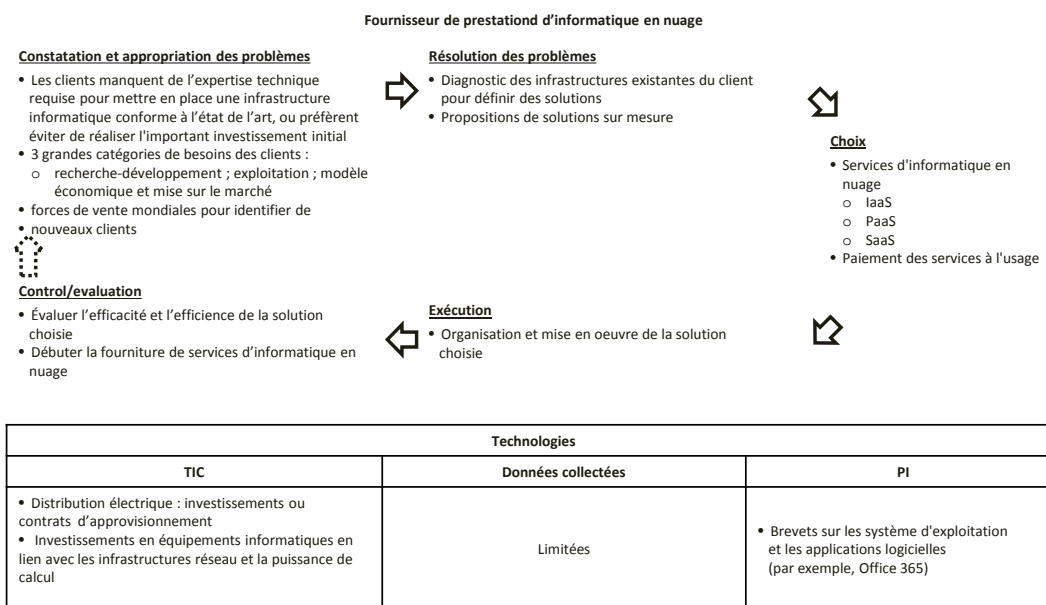 Fournisseur de prestationd d'informatique en nuage
Constatation et appropriation des problèmes
• Les clients manquent de l'expertise technique
requise pour mettre en place une infrastructure
informatique conforme à l'état de l'art, ou préfèrent
éviter de réaliser l'important investissement initial
• 3 grandes catégories de besoins des clients :
o recherche-développement ; exploitation ; modèle
économique et mise sur le marché
• forces de vente mondiales pour identifier de
• nouveaux clients
Résolution des problèmes
• Diagnostic des infrastructures existantes du client
pour définir des solutions
• Propositions de solutions sur mesure
Choix
• Services d'informatique en
nuage
o IaaS
o PaaS
o SaaS
• Paiement des services à l'usage
Exécution
• Organisation et mise en oeuvre de la solution
choisie
Control/evaluation
• Évaluer l'efficacité et l'efficience de la solution
choisie
• Débuter la fourniture de services d'informatique en
nuage
Technologies
TIC
Données collectées
PI
• Distribution électrique : investissements ou
contrats d'approvisionnement
• Investissements en équipements informatiques en
lien avec les infrastructures réseau et la puissance de
calcul
Limitées
• Brevets sur les système d'exploitation
et les applications logicielles
(par exemple, Office 365)